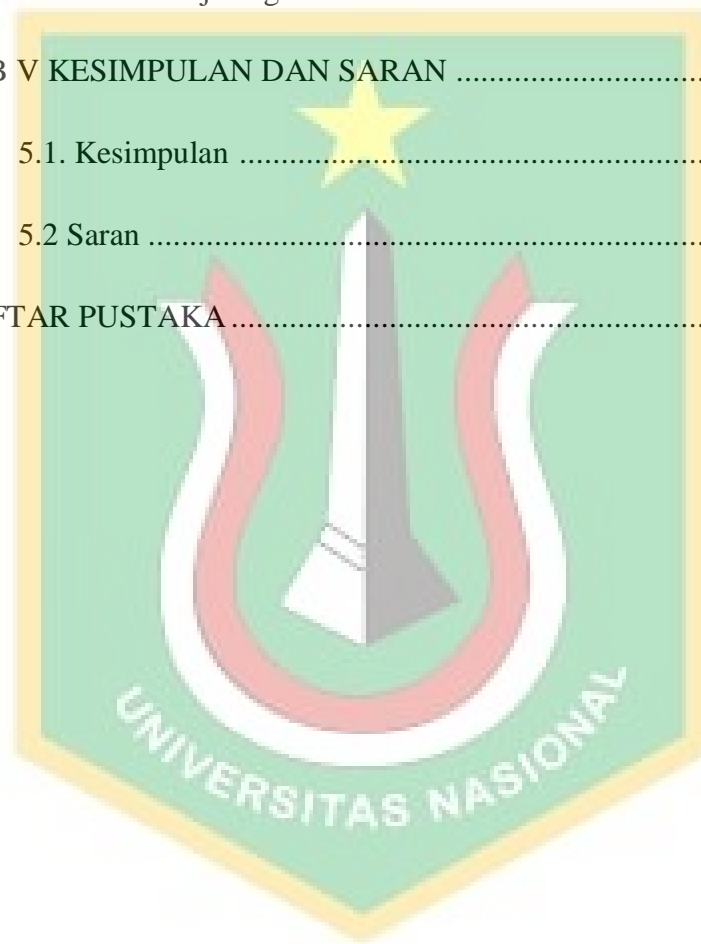 B V KESIMPULAN DAN SARAN ........................................
5.1. Kesimpulan ........................................................................
5.2 Saran ....................................................................................
FTAR PUSTAKA ........................................................................
UNIVERSITAS NASIONAL